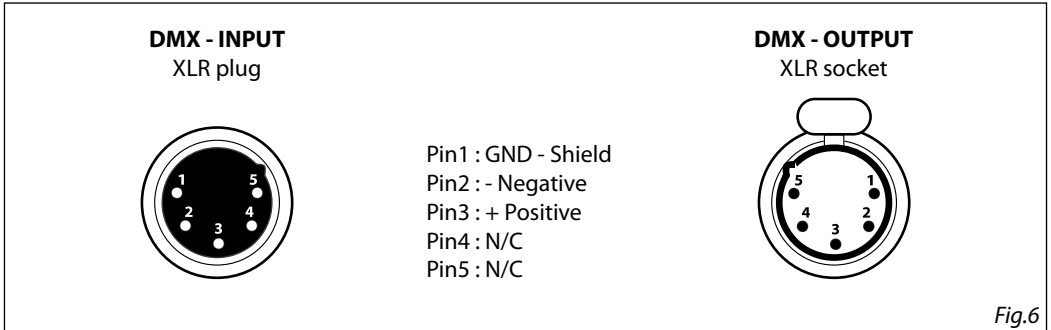 DMX - INPUT
XLR plug
DMX - OUTPUT
XLR socket
Pin1 : GND - Shield
Pin2 : - Negative
Pin3 : + Positive
Pin4 : N/C
Pin5 : N/C
1
5
2
4
3
5
1
4
2
3
Fig.6